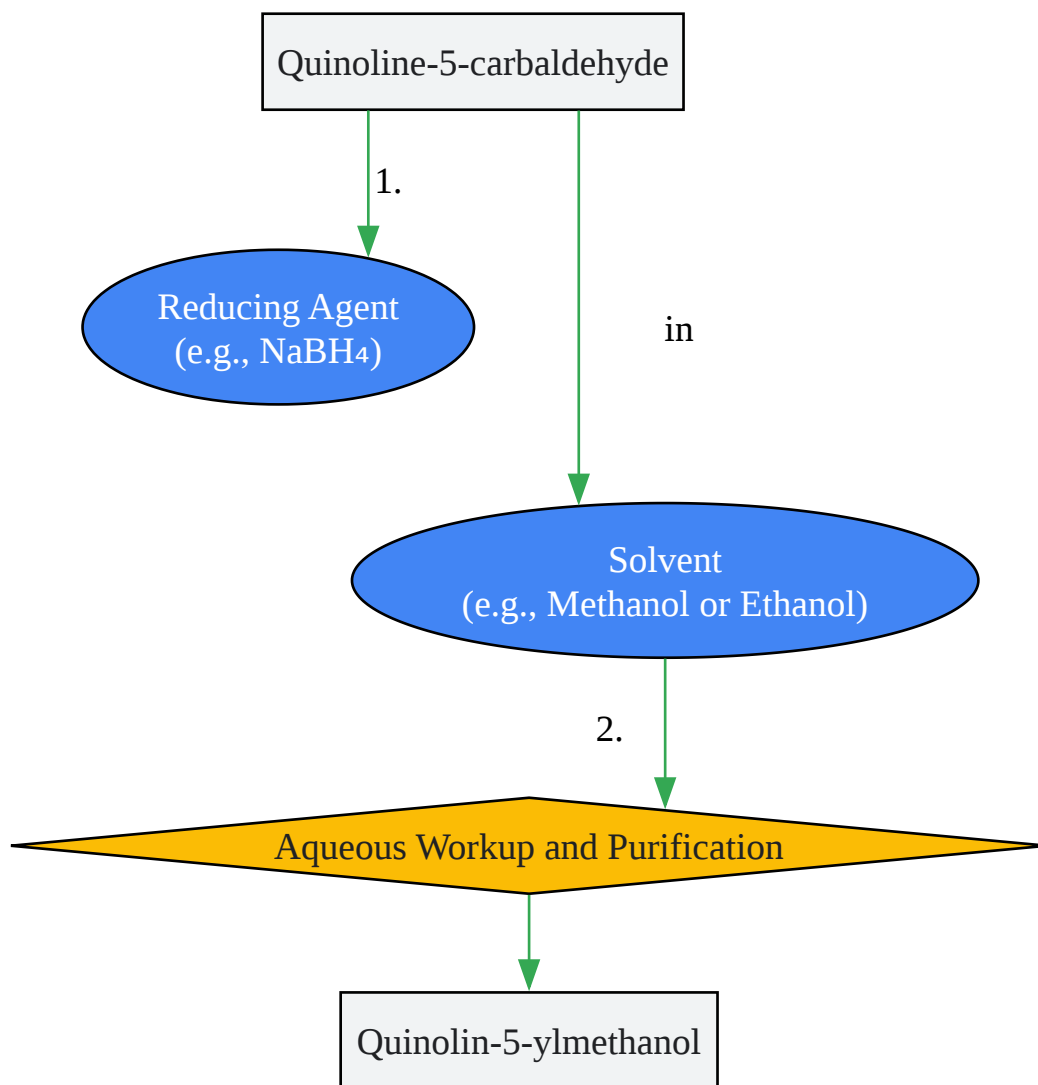 Quinoline-5-carbaldehyde
1.
Reducing Agent
(e.g., NaBH₄)
in
Solvent
(e.g., Methanol or Ethanol)
2.
Aqueous Workup and Purification
Quinolin-5-ylmethanol